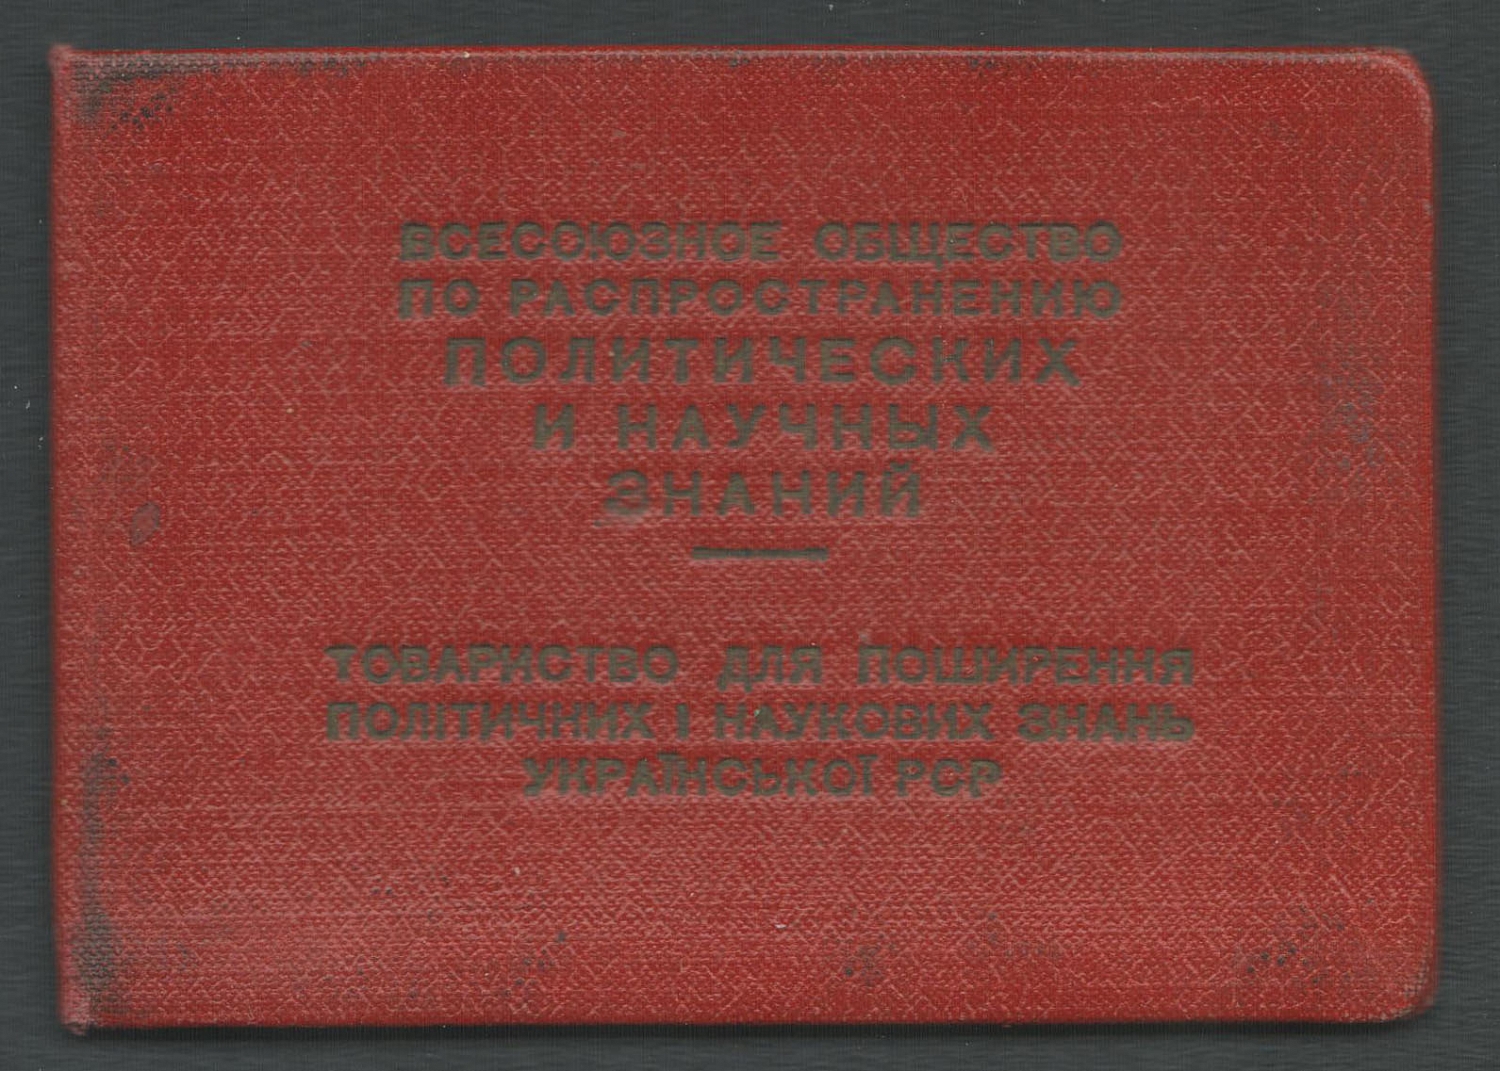 ВСЕСОЮЗНОЕ ОБЩЕСТВО
ПО РАСПРОСТРАНЕНИЮ
ПОЛИТИЧЕСКИХ
И НАУЧНЫХ
ЗНАНИЙ
ТОВАРИСТВО ДЛЯ ПОШИРЕННЯ
ПОЛІТИЧНИХ І НАУКОВИХ ЗНАНЬ
УКРАЇНСЬКОЇ РСР